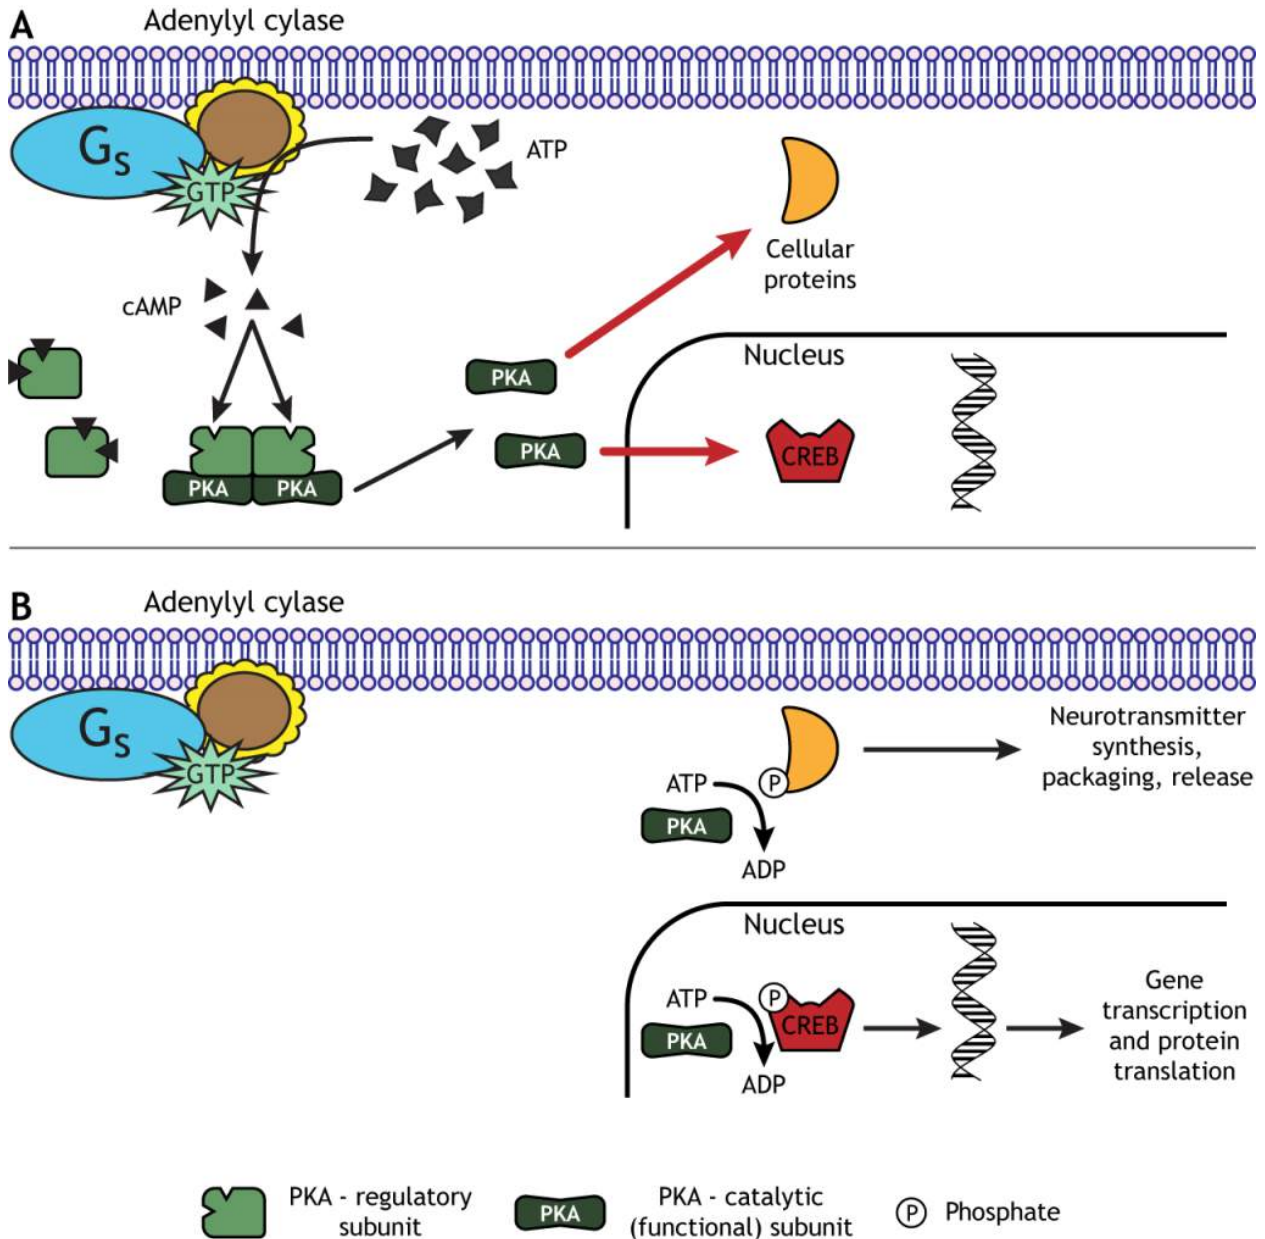 A
Adenylyl cylase
Gs
GTP
ATP
cAMP
Cellular
proteins
Nucleus
PKA
PKA
CREB
PKA
PKA
B
Adenylyl cylase
Gs
GTP
Neurotransmitter
synthesis,
packaging, release
ATP
P
PKA
ADP
Nucleus
ATP
P
CREB
PKA
ADP
Gene
transcription
and protein
translation
PKA - regulatory
subunit
PKA
PKA - catalytic
(functional) subunit
P
Phosphate